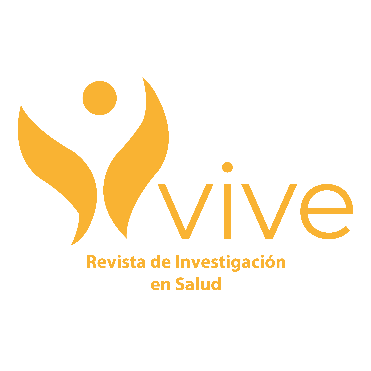 vive
Revista de Investigación
en Salud